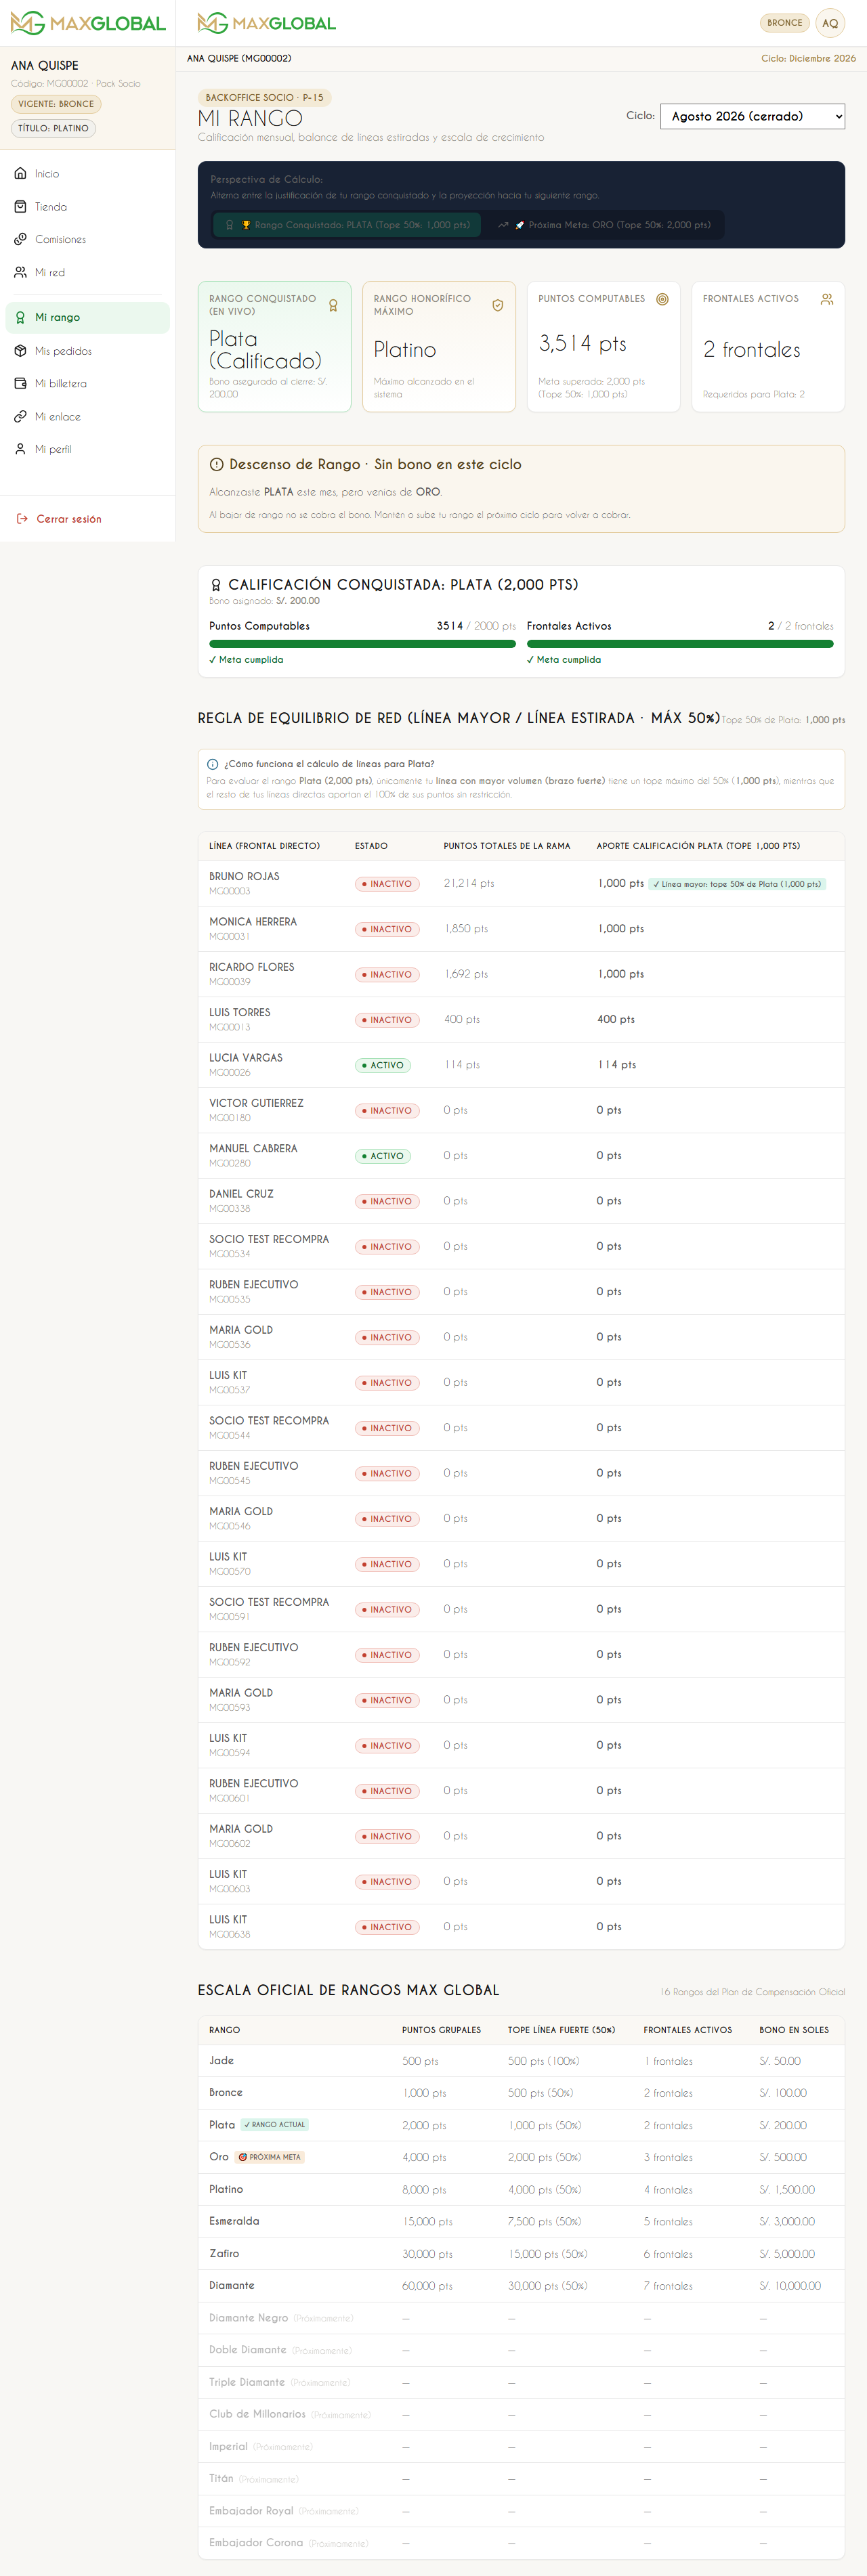 MAXGLOBAL
MAXGLOBAL
BRONCE
AQ
ANA QUISPE
Código: MG00002 · Pack Socio
VIGENTE: BRONCE
TÍTULO: PLATINO
Inicio
Tienda
Comisiones
Mi red
Mi rango
Mis pedidos
Mi billetera
Mi enlace
Mi perfil
Cerrar sesión
ANA QUISPE (MG00002)
Ciclo: Diciembre 2026
BACKOFFICE SOCIO · P-15
MI RANGO
Calificación mensual, balance de líneas estiradas y escala de crecimiento
Ciclo: Agosto 2026 (cerrado)
Perspectiva de Cálculo:
Alterna entre la justificación de tu rango conquistado y la proyección hacia tu siguiente rango.
🏆 Rango Conquistado: PLATA (Tope 50%: 1,000 pts)
🚀 Próxima Meta: ORO (Tope 50%: 2,000 pts)
RANGO CONQUISTADO
(EN VIVO)
Plata
(Calificado)
Bono asegurado al cierre: S/.
200.00
RANGO HONORÍFICO
MÁXIMO
Platino
Máximo alcanzado en el
sistema
PUNTOS COMPUTABLES
3,514 pts
Meta superada: 2,000 pts
(Tope 50%: 1,000 pts)
FRONTALES ACTIVOS
2 frontales
Requeridos para Plata: 2
Descenso de Rango · Sin bono en este ciclo
Alcanzaste PLATA este mes, pero venías de ORO.
Al bajar de rango no se cobra el bono. Mantén o sube tu rango el próximo ciclo para volver a cobrar.
CALIFICACIÓN CONQUISTADA: PLATA (2,000 PTS)
Bono asignado: S/. 200.00
Puntos Computables 3514 / 2000 pts
✓ Meta cumplida
Frontales Activos 2 / 2 frontales
✓ Meta cumplida
REGLA DE EQUILIBRIO DE RED (LÍNEA MAYOR / LÍNEA ESTIRADA · MÁX 50%) Tope 50% de Plata: 1,000 pts
¿Cómo funciona el cálculo de líneas para Plata?
Para evaluar el rango Plata (2,000 pts), únicamente tu línea con mayor volumen (brazo fuerte) tiene un tope máximo del 50% (1,000 pts), mientras que
el resto de tus líneas directas aportan el 100% de sus puntos sin restricción.
LÍNEA (FRONTAL DIRECTO) ESTADO PUNTOS TOTALES DE LA RAMA APORTE CALIFICACIÓN PLATA (TOPE 1,000 PTS)
BRUNO ROJAS
MG00003
INACTIVO 21,214 pts 1,000 pts ✓ Línea mayor: tope 50% de Plata (1,000 pts)
MONICA HERRERA
MG00031
INACTIVO 1,850 pts 1,000 pts
RICARDO FLORES
MG00039
INACTIVO 1,692 pts 1,000 pts
LUIS TORRES
MG00013
INACTIVO 400 pts 400 pts
LUCIA VARGAS
MG00026
ACTIVO 114 pts 114 pts
VICTOR GUTIERREZ
MG00180
INACTIVO 0 pts 0 pts
MANUEL CABRERA
MG00280
ACTIVO 0 pts 0 pts
DANIEL CRUZ
MG00338
INACTIVO 0 pts 0 pts
SOCIO TEST RECOMPRA
MG00534
INACTIVO 0 pts 0 pts
RUBEN EJECUTIVO
MG00535
INACTIVO 0 pts 0 pts
MARIA GOLD
MG00536
INACTIVO 0 pts 0 pts
LUIS KIT
MG00537
INACTIVO 0 pts 0 pts
SOCIO TEST RECOMPRA
MG00544
INACTIVO 0 pts 0 pts
RUBEN EJECUTIVO
MG00545
INACTIVO 0 pts 0 pts
MARIA GOLD
MG00546
INACTIVO 0 pts 0 pts
LUIS KIT
MG00570
INACTIVO 0 pts 0 pts
SOCIO TEST RECOMPRA
MG00591
INACTIVO 0 pts 0 pts
RUBEN EJECUTIVO
MG00592
INACTIVO 0 pts 0 pts
MARIA GOLD
MG00593
INACTIVO 0 pts 0 pts
LUIS KIT
MG00594
INACTIVO 0 pts 0 pts
RUBEN EJECUTIVO
MG00601
INACTIVO 0 pts 0 pts
MARIA GOLD
MG00602
INACTIVO 0 pts 0 pts
LUIS KIT
MG00603
INACTIVO 0 pts 0 pts
LUIS KIT
MG00638
INACTIVO 0 pts 0 pts
ESCALA OFICIAL DE RANGOS MAX GLOBAL 16 Rangos del Plan de Compensación Oficial
RANGO PUNTOS GRUPALES TOPE LÍNEA FUERTE (50%) FRONTALES ACTIVOS BONO EN SOLES
Jade 500 pts 500 pts (100%) 1 frontales S/. 50.00
Bronce 1,000 pts 500 pts (50%) 2 frontales S/. 100.00
Plata ✓ RANGO ACTUAL 2,000 pts 1,000 pts (50%) 2 frontales S/. 200.00
Oro 🎯 PRÓXIMA META 4,000 pts 2,000 pts (50%) 3 frontales S/. 500.00
Platino 8,000 pts 4,000 pts (50%) 4 frontales S/. 1,500.00
Esmeralda 15,000 pts 7,500 pts (50%) 5 frontales S/. 3,000.00
Zafiro 30,000 pts 15,000 pts (50%) 6 frontales S/. 5,000.00
Diamante 60,000 pts 30,000 pts (50%) 7 frontales S/. 10,000.00
Diamante Negro (Próximamente) — — — —
Doble Diamante (Próximamente) — — — —
Triple Diamante (Próximamente) — — — —
Club de Millonarios (Próximamente) — — — —
Imperial (Próximamente) — — — —
Titán (Próximamente) — — — —
Embajador Royal (Próximamente) — — — —
Embajador Corona (Próximamente) — — — —